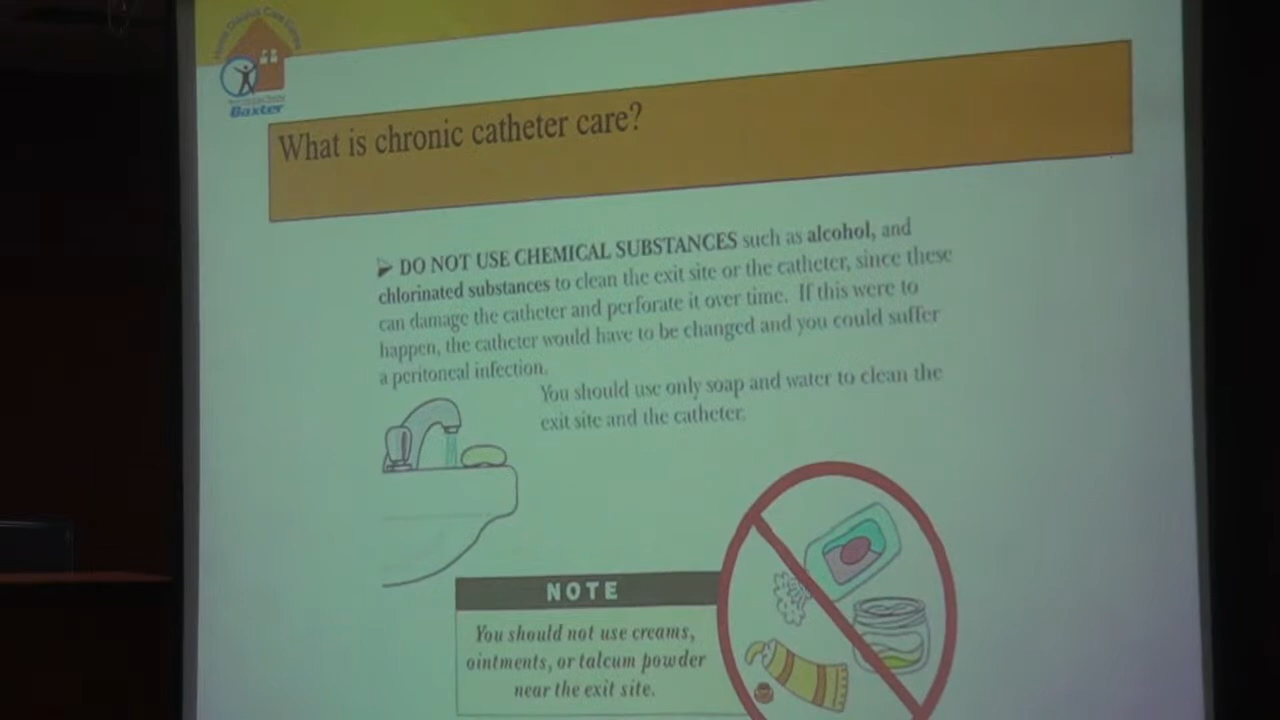 Baxter
What is chronic catheter care?
➢ DO NOT USE CHEMICAL SUBSTANCES such as alcohol, and
chlorinated substances to clean the exit site or the catheter, since these
can damage the catheter and perforate it over time. If this were to
happen, the catheter would have to be changed and you could suffer
a peritoneal infection.
You should use only soap and water to clean the
exit site and the catheter.
NOTE
You should not use creams,
ointments, or talcum powder
near the exit site.